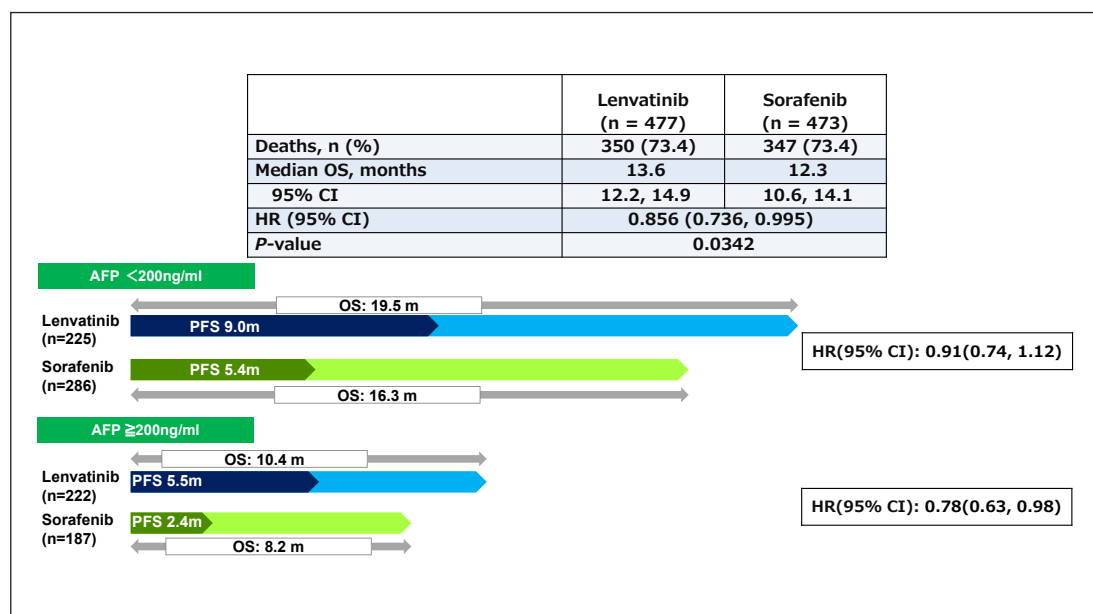 Lenvatinib Sorafenib
(n = 477) (n = 473)
Deaths, n (%) 350 (73.4) 347 (73.4)
Median OS, months 13.6 12.3
95% CI 12.2, 14.9 10.6, 14.1
HR (95% CI) 0.856 (0.736, 0.995)
P-value 0.0342
AFP <200ng/ml
OS: 19.5 m
Lenvatinib PFS 9.0m
(n=225)
HR(95% CI): 0.91(0.74, 1.12)
Sorafenib PFS 5.4m
(n=286)
OS: 16.3 m
AFP ≧200ng/ml
OS: 10.4 m
Lenvatinib PFS 5.5m
(n=222)
HR(95% CI): 0.78(0.63, 0.98)
Sorafenib PFS 2.4m
(n=187)
OS: 8.2 m